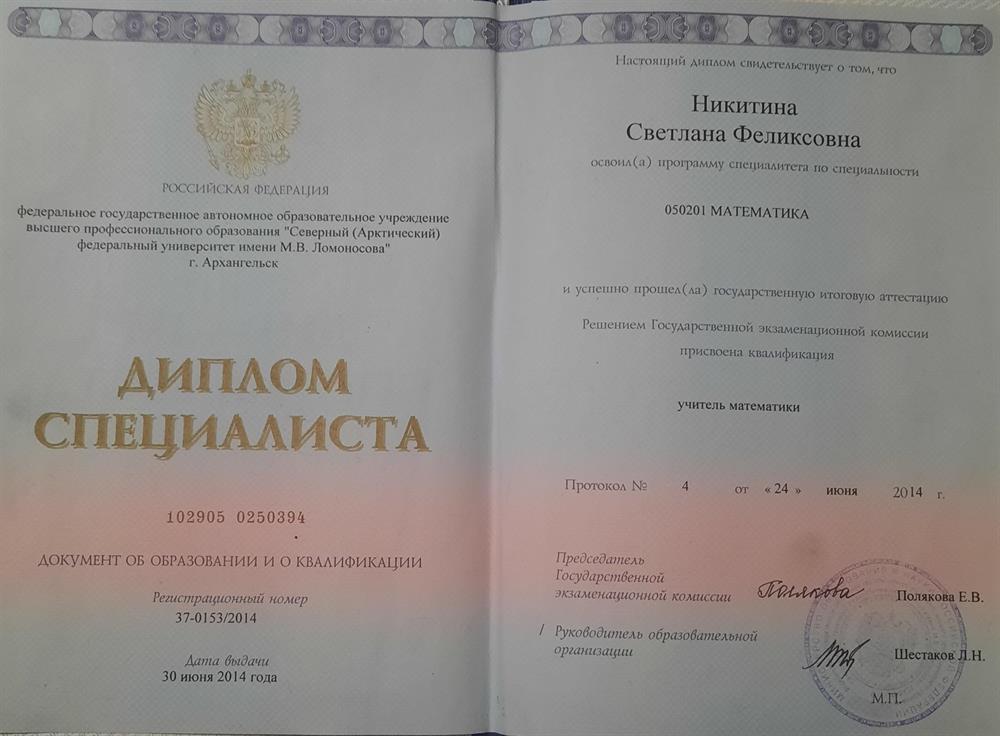 РОССИЙСКАЯ ФЕДЕРАЦИЯ
федеральное государственное автономное образовательное учреждение
высшего профессионального образования "Северный (Арктический)
федеральный университет имени М.В. Ломоносова"
г. Архангельск
ДИПЛОМ
СПЕЦИАЛИСТА
102905 0250394
ДОКУМЕНТ ОБ ОБРАЗОВАНИИ И О КВАЛИФИКАЦИИ
Регистрационный номер
37-0153/2014
Дата выдачи
30 июня 2014 года
Настоящий диплом свидетельствует о том, что
Никитина
Светлана Феликсовна
освоил(а) программу специалитета по специальности
050201 МАТЕМАТИКА
и успешно прошел(ла) государственную итоговую аттестацию
Решением Государственной экзаменационной комиссии
присвоена квалификация
учитель математики
Протокол № 4 от «24» июня 2014 г.
Председатель
Государственной
экзаменационной комиссии Полякова Полякова Е.В.
/ Руководитель образовательной
организации Шестаков Л.Н.
М.П.